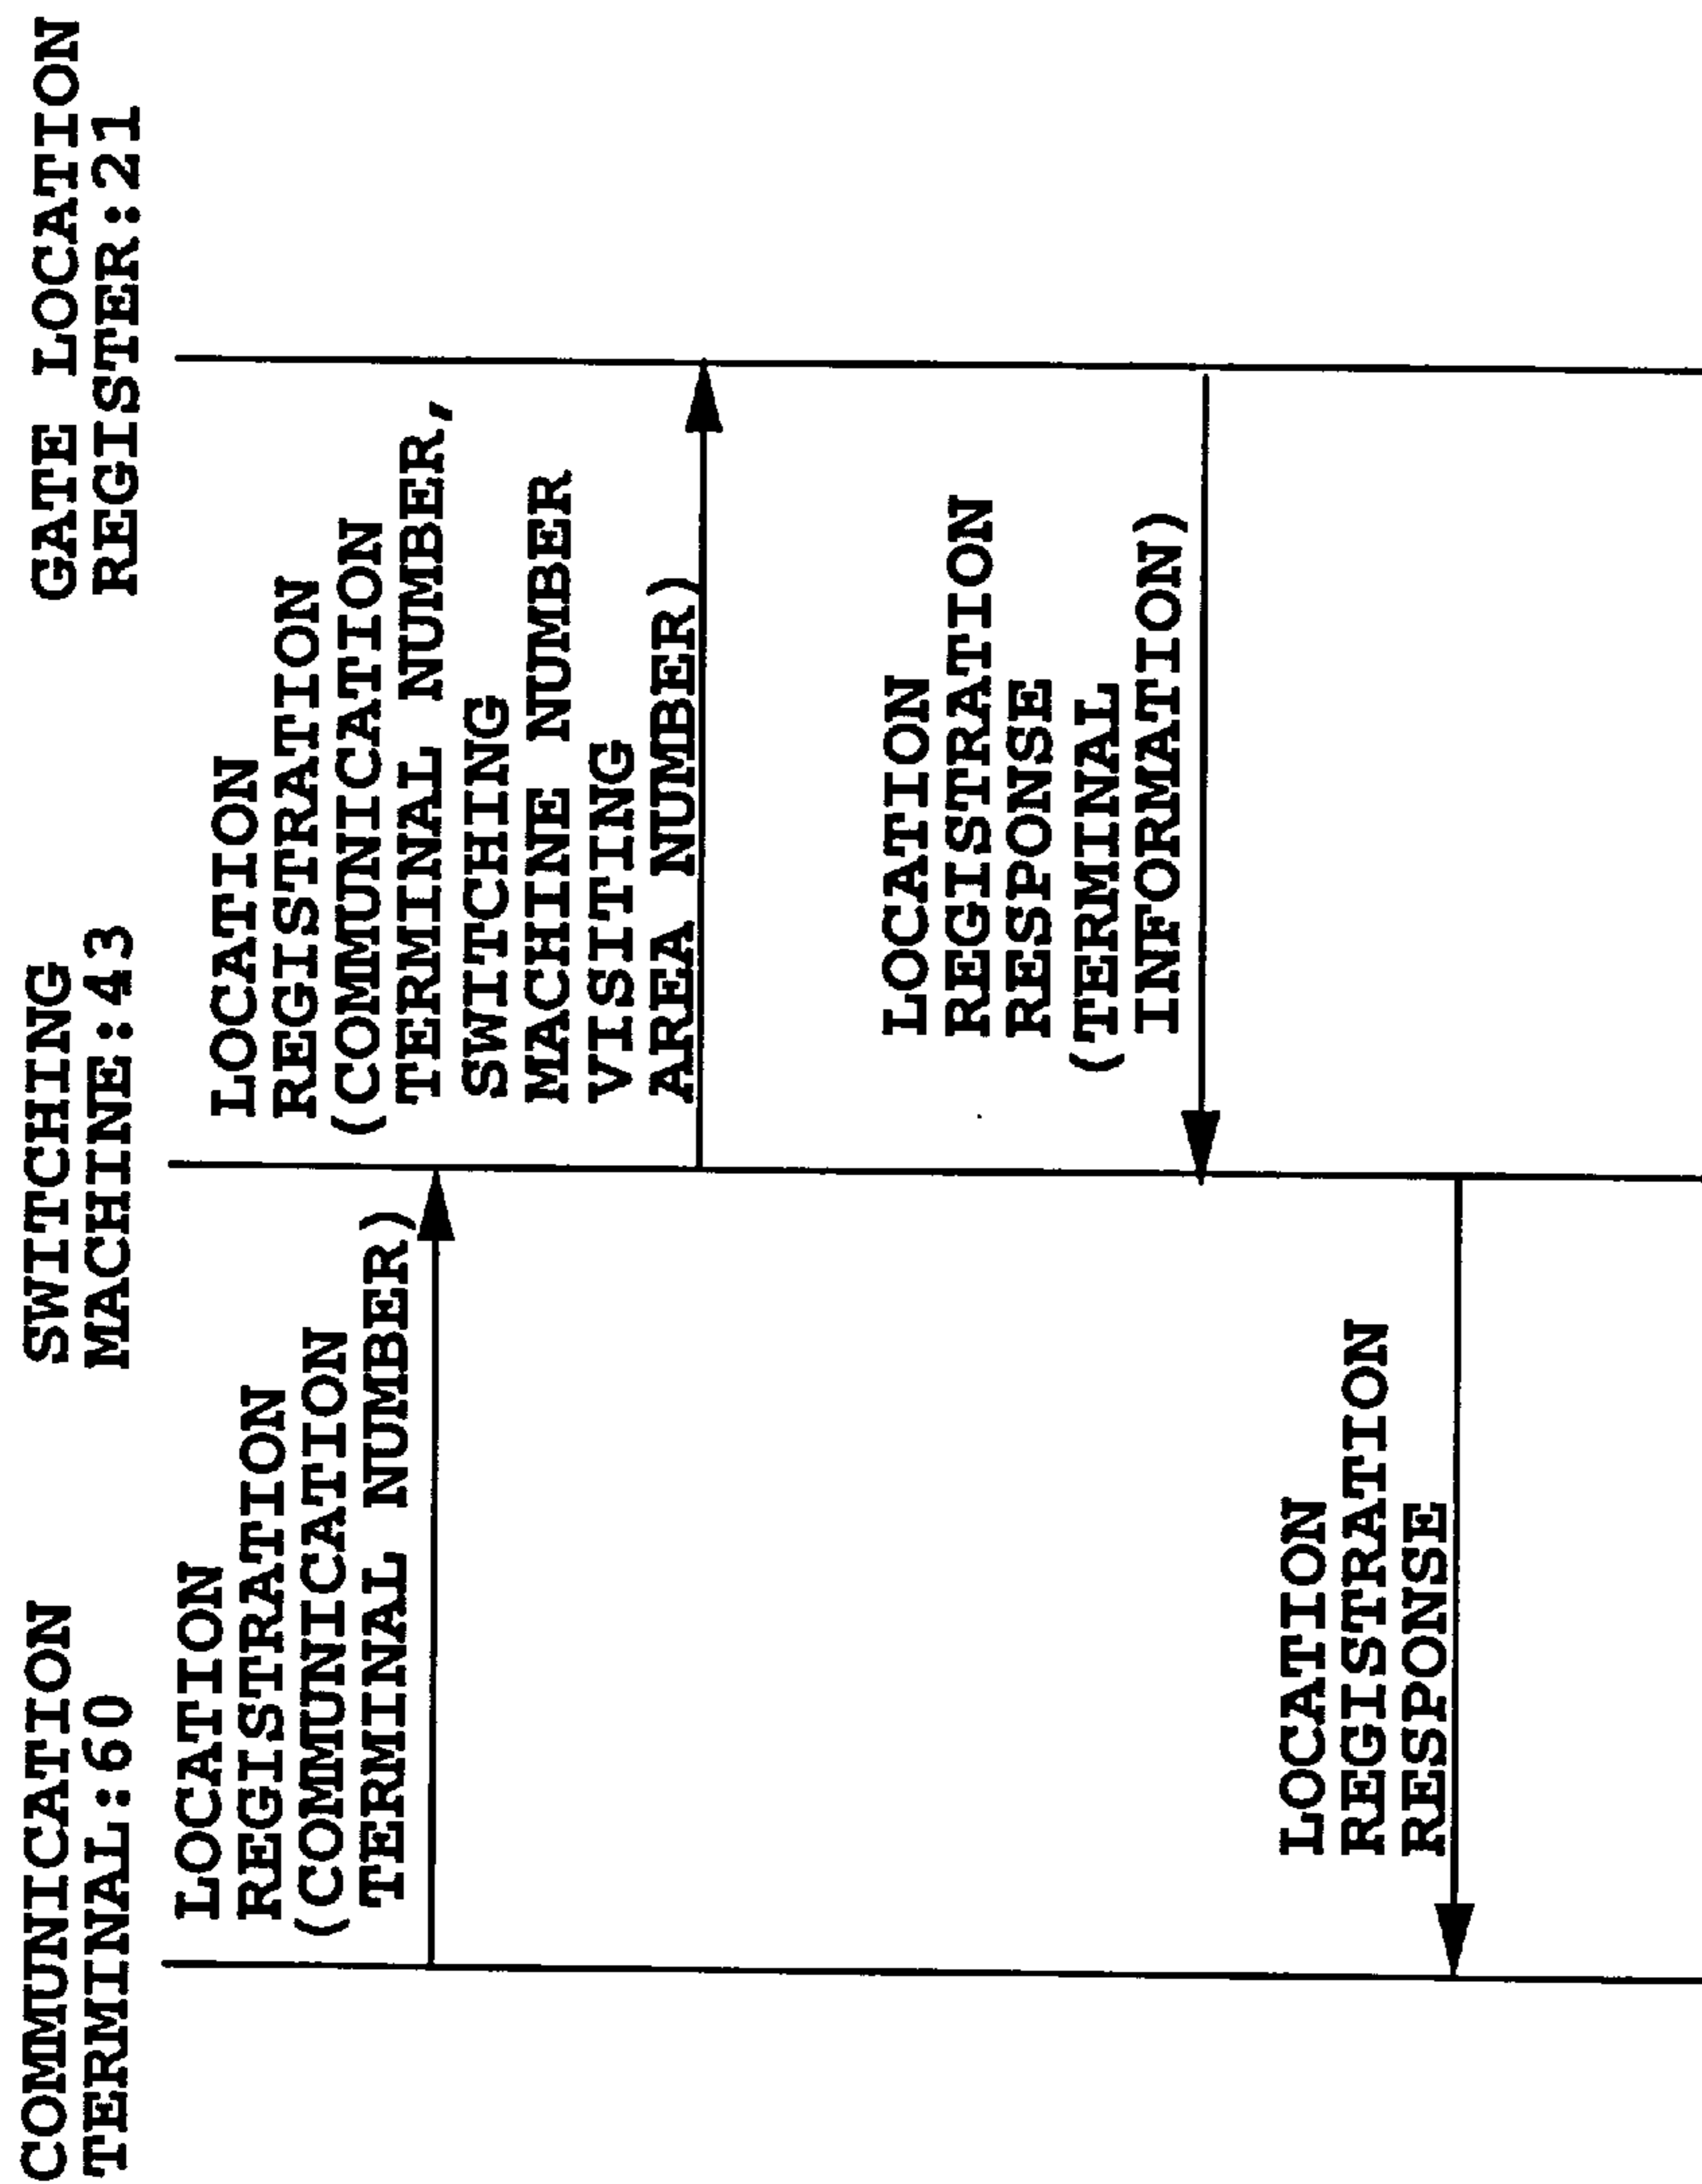 COMMUNICATION
TERMINAL:60
SWITCHING
MACHINE:43
GATE LOCATION
REGISTER:21
LOCATION
REGISTRATION
(COMMUNICATION
TERMINAL NUMBER)
LOCATION
REGISTRATION
(COMMUNICATION
TERMINAL NUMBER,
SWITCHING
MACHINE NUMBER
VISITING
AREA NUMBER)
LOCATION
REGISTRATION
RESPONSE
(TERMINAL
INFORMATION)
LOCATION
REGISTRATION
RESPONSE